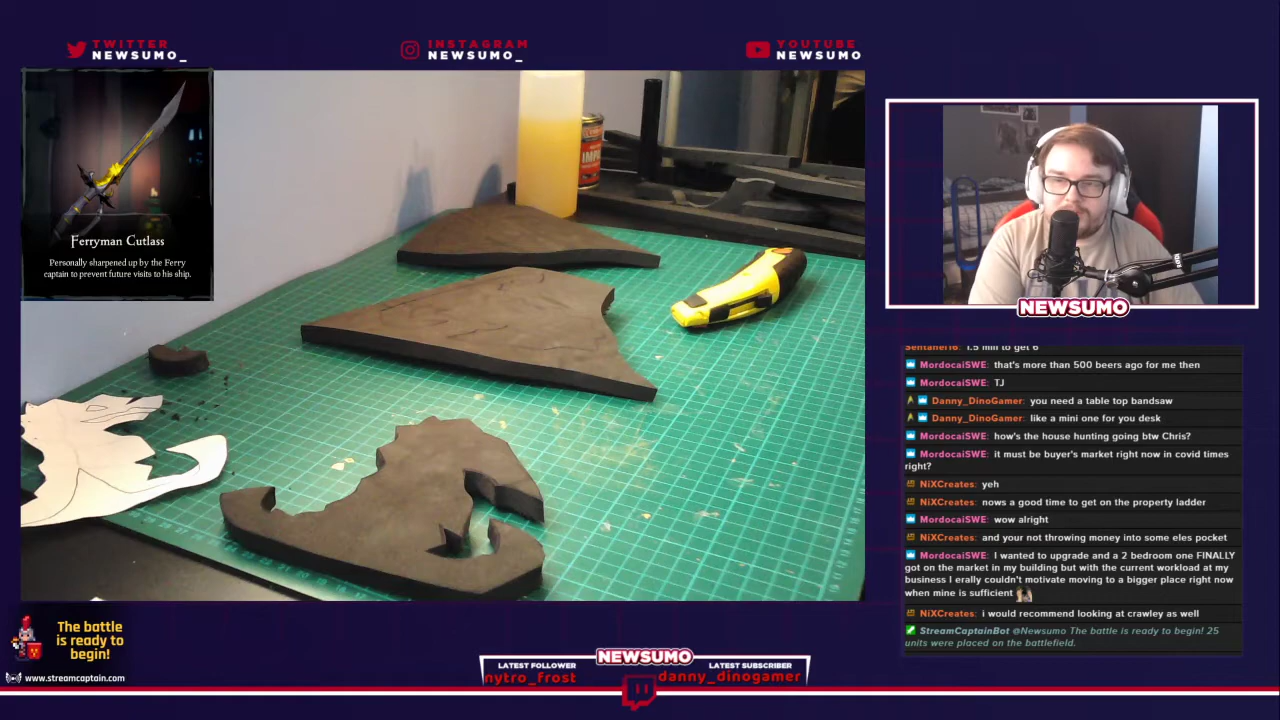 TWITTER
NEWSUMO_
INSTAGRAM
NEWSUMO_
YOUTUBE
NEWSUMO
Ferryman Cutlass
Personally sharpened up by the Ferry
captain to prevent future visits to his ship.
NEWSUMO
1.5 mill to get 6
MordocaiSWE: that's more than 500 beers ago for me then
MordocaiSWE: TJ
Danny_DinoGamer: you need a table top bandsaw
Danny_DinoGamer: like a mini one for you desk
MordocaiSWE: how's the house hunting going btw Chris?
MordocaiSWE: it must be buyer's market right now in covid times
right?
NiXCreates: yeh
NiXCreates: nows a good time to get on the property ladder
MordocaiSWE: wow alright
NiXCreates: and your not throwing money into some eles pocket
MordocaiSWE: I wanted to upgrade and a 2 bedroom one FINALLY
got on the market in my building but with the current workload at my
business I erally couldn't motivate moving to a bigger place right now
when mine is sufficient
NiXCreates: i would recommend looking at crawley as well
StreamCaptainBot @Newsumo The battle is ready to begin! 25
units were placed on the battlefield.
The battle
is ready to
begin!
www.streamcaptain.com
NEWSUMO
LATEST FOLLOWER
nytro_frost
LATEST SUBSCRIBER
danny_dinogamer